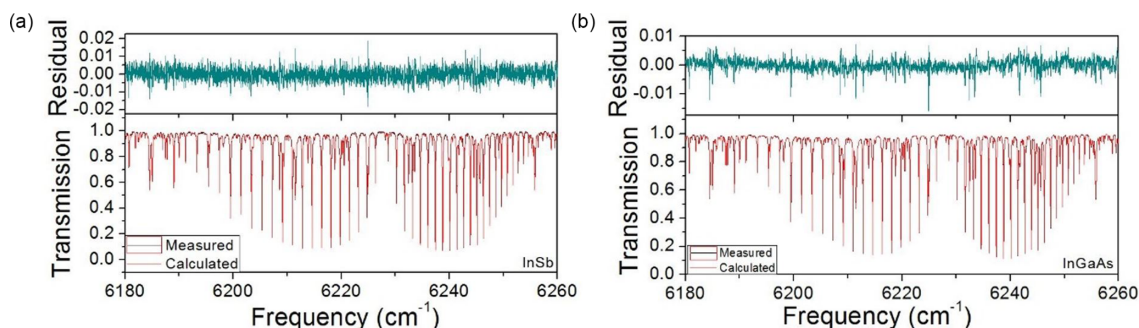 (a)
Residual
0.02
0.01
0.00
-0.01
-0.02
Transmission
1.0
0.8
0.6
0.4
0.2
0.0
Measured
Calculated
InSb
6180 6200 6220 6240 6260
Frequency (cm-1)
(b)
Residual
0.01
0.00
-0.01
Transmission
1.0
0.8
0.6
0.4
0.2
0.0
Measured
Calculated
InGaAs
6180 6200 6220 6240 6260
Frequency (cm-1)